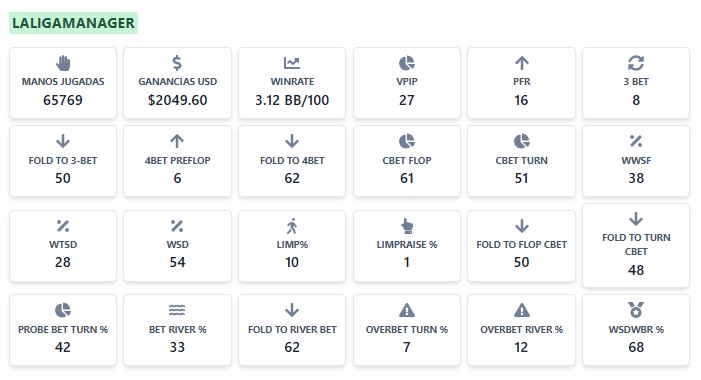 LALIGAMANAGER
MANOS JUGADAS
65769
GANANCIAS USD
$2049.60
WINRATE
3.12 BB/100
VPIP
27
PFR
16
3 BET
8
FOLD TO 3-BET
50
4BET PREFLOP
6
FOLD TO 4BET
62
CBET FLOP
61
CBET TURN
51
WWSF
38
WTSD
28
WSD
54
LIMP%
10
LIMPRAISE %
1
FOLD TO FLOP CBET
50
FOLD TO TURN
CBET
48
PROBE BET TURN %
42
BET RIVER %
33
FOLD TO RIVER BET
62
OVERBET TURN %
7
OVERBET RIVER %
12
WSDWBR %
68